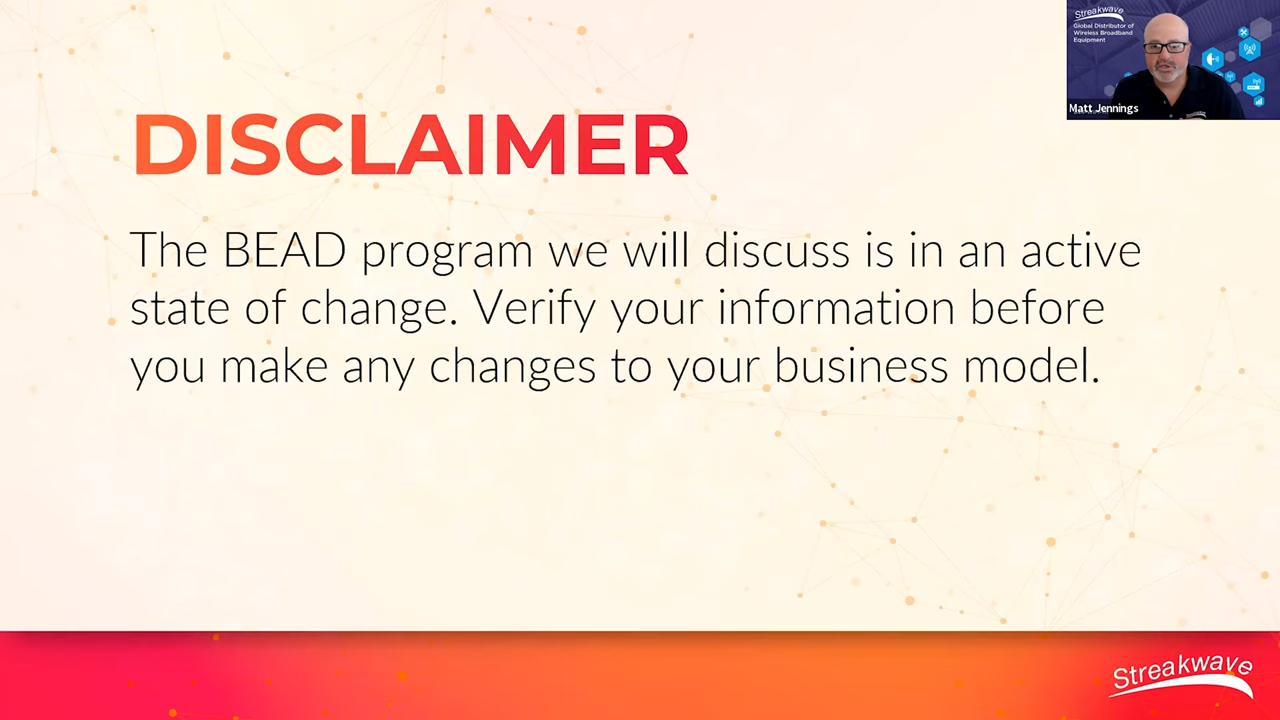 Streakwave
Global Distributor of
Wireless Broadband
Equipment
Matt Jennings
DISCLAIMER
The BEAD program we will discuss is in an active
state of change. Verify your information before
you make any changes to your business model.
Streakwave